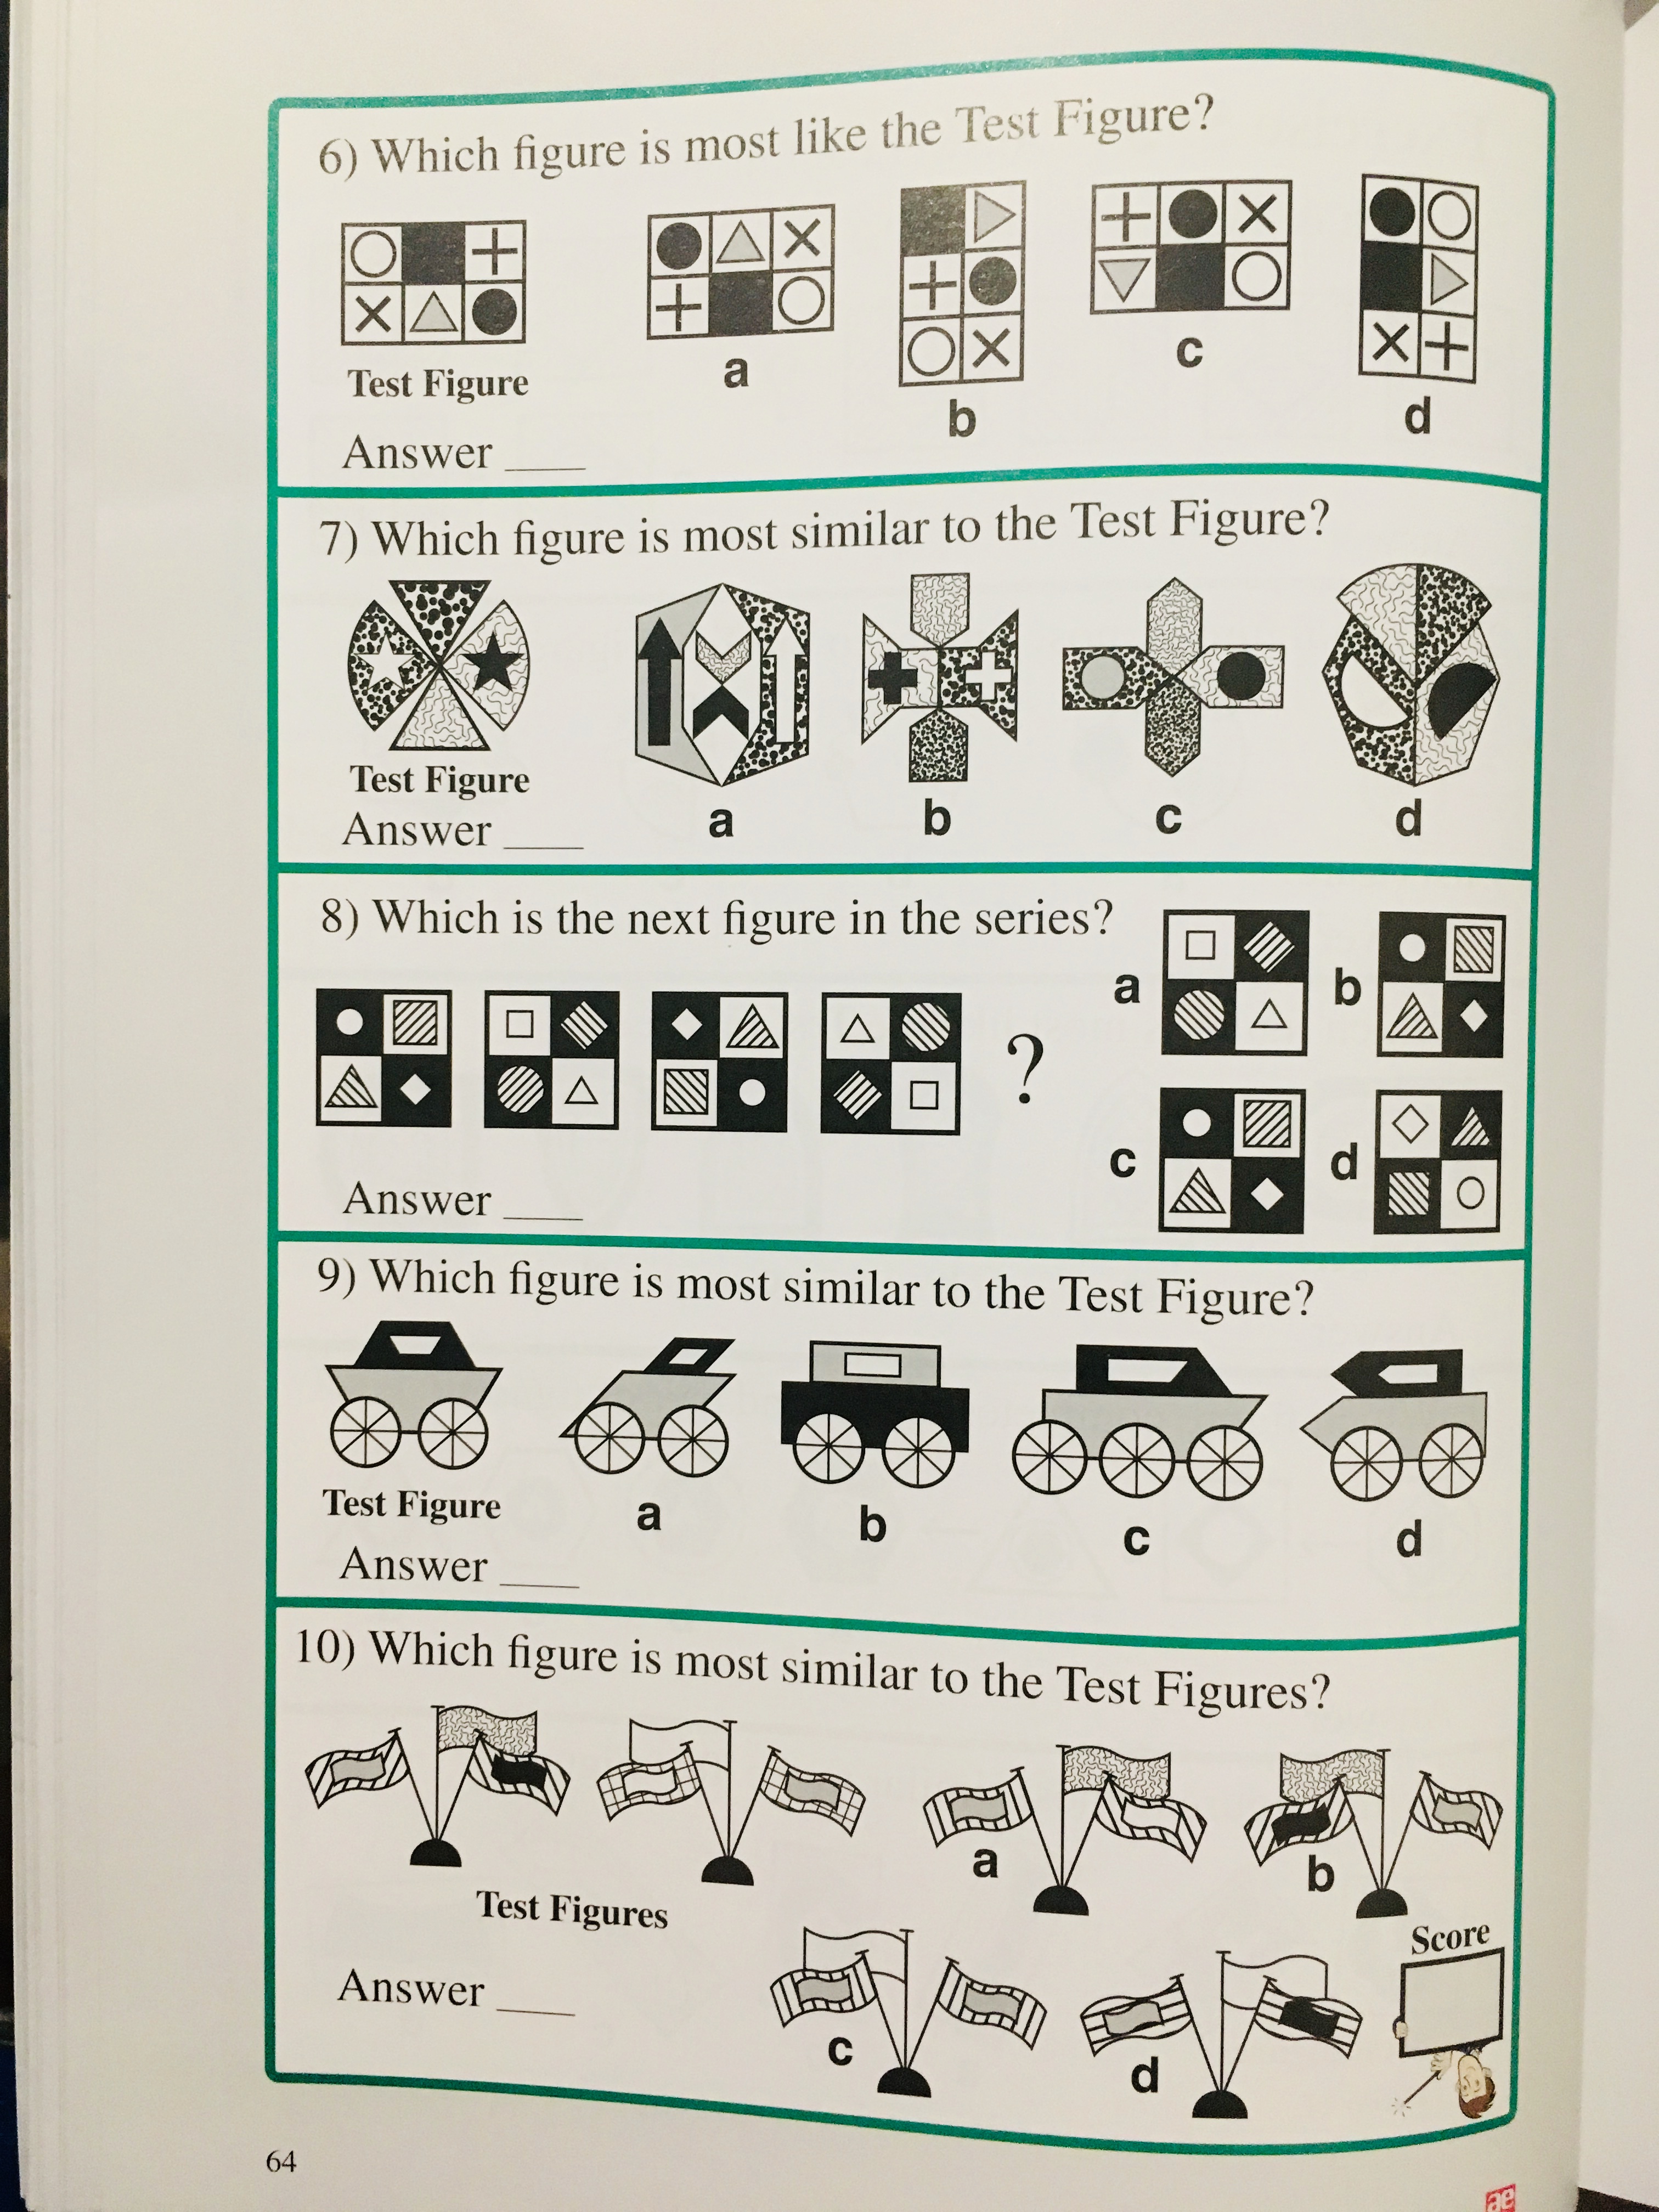 6) Which figure is most like the Test Figure?
Test Figure
a
b
c
d
Answer ____
7) Which figure is most similar to the Test Figure?
Test Figure
a
b
c
d
Answer ____
8) Which is the next figure in the series?
a
b
?
c
d
Answer ____
9) Which figure is most similar to the Test Figure?
Test Figure
a
b
c
d
Answer ____
10) Which figure is most similar to the Test Figures?
a
b
Test Figures
Score
Answer ____
c
d
64
ae